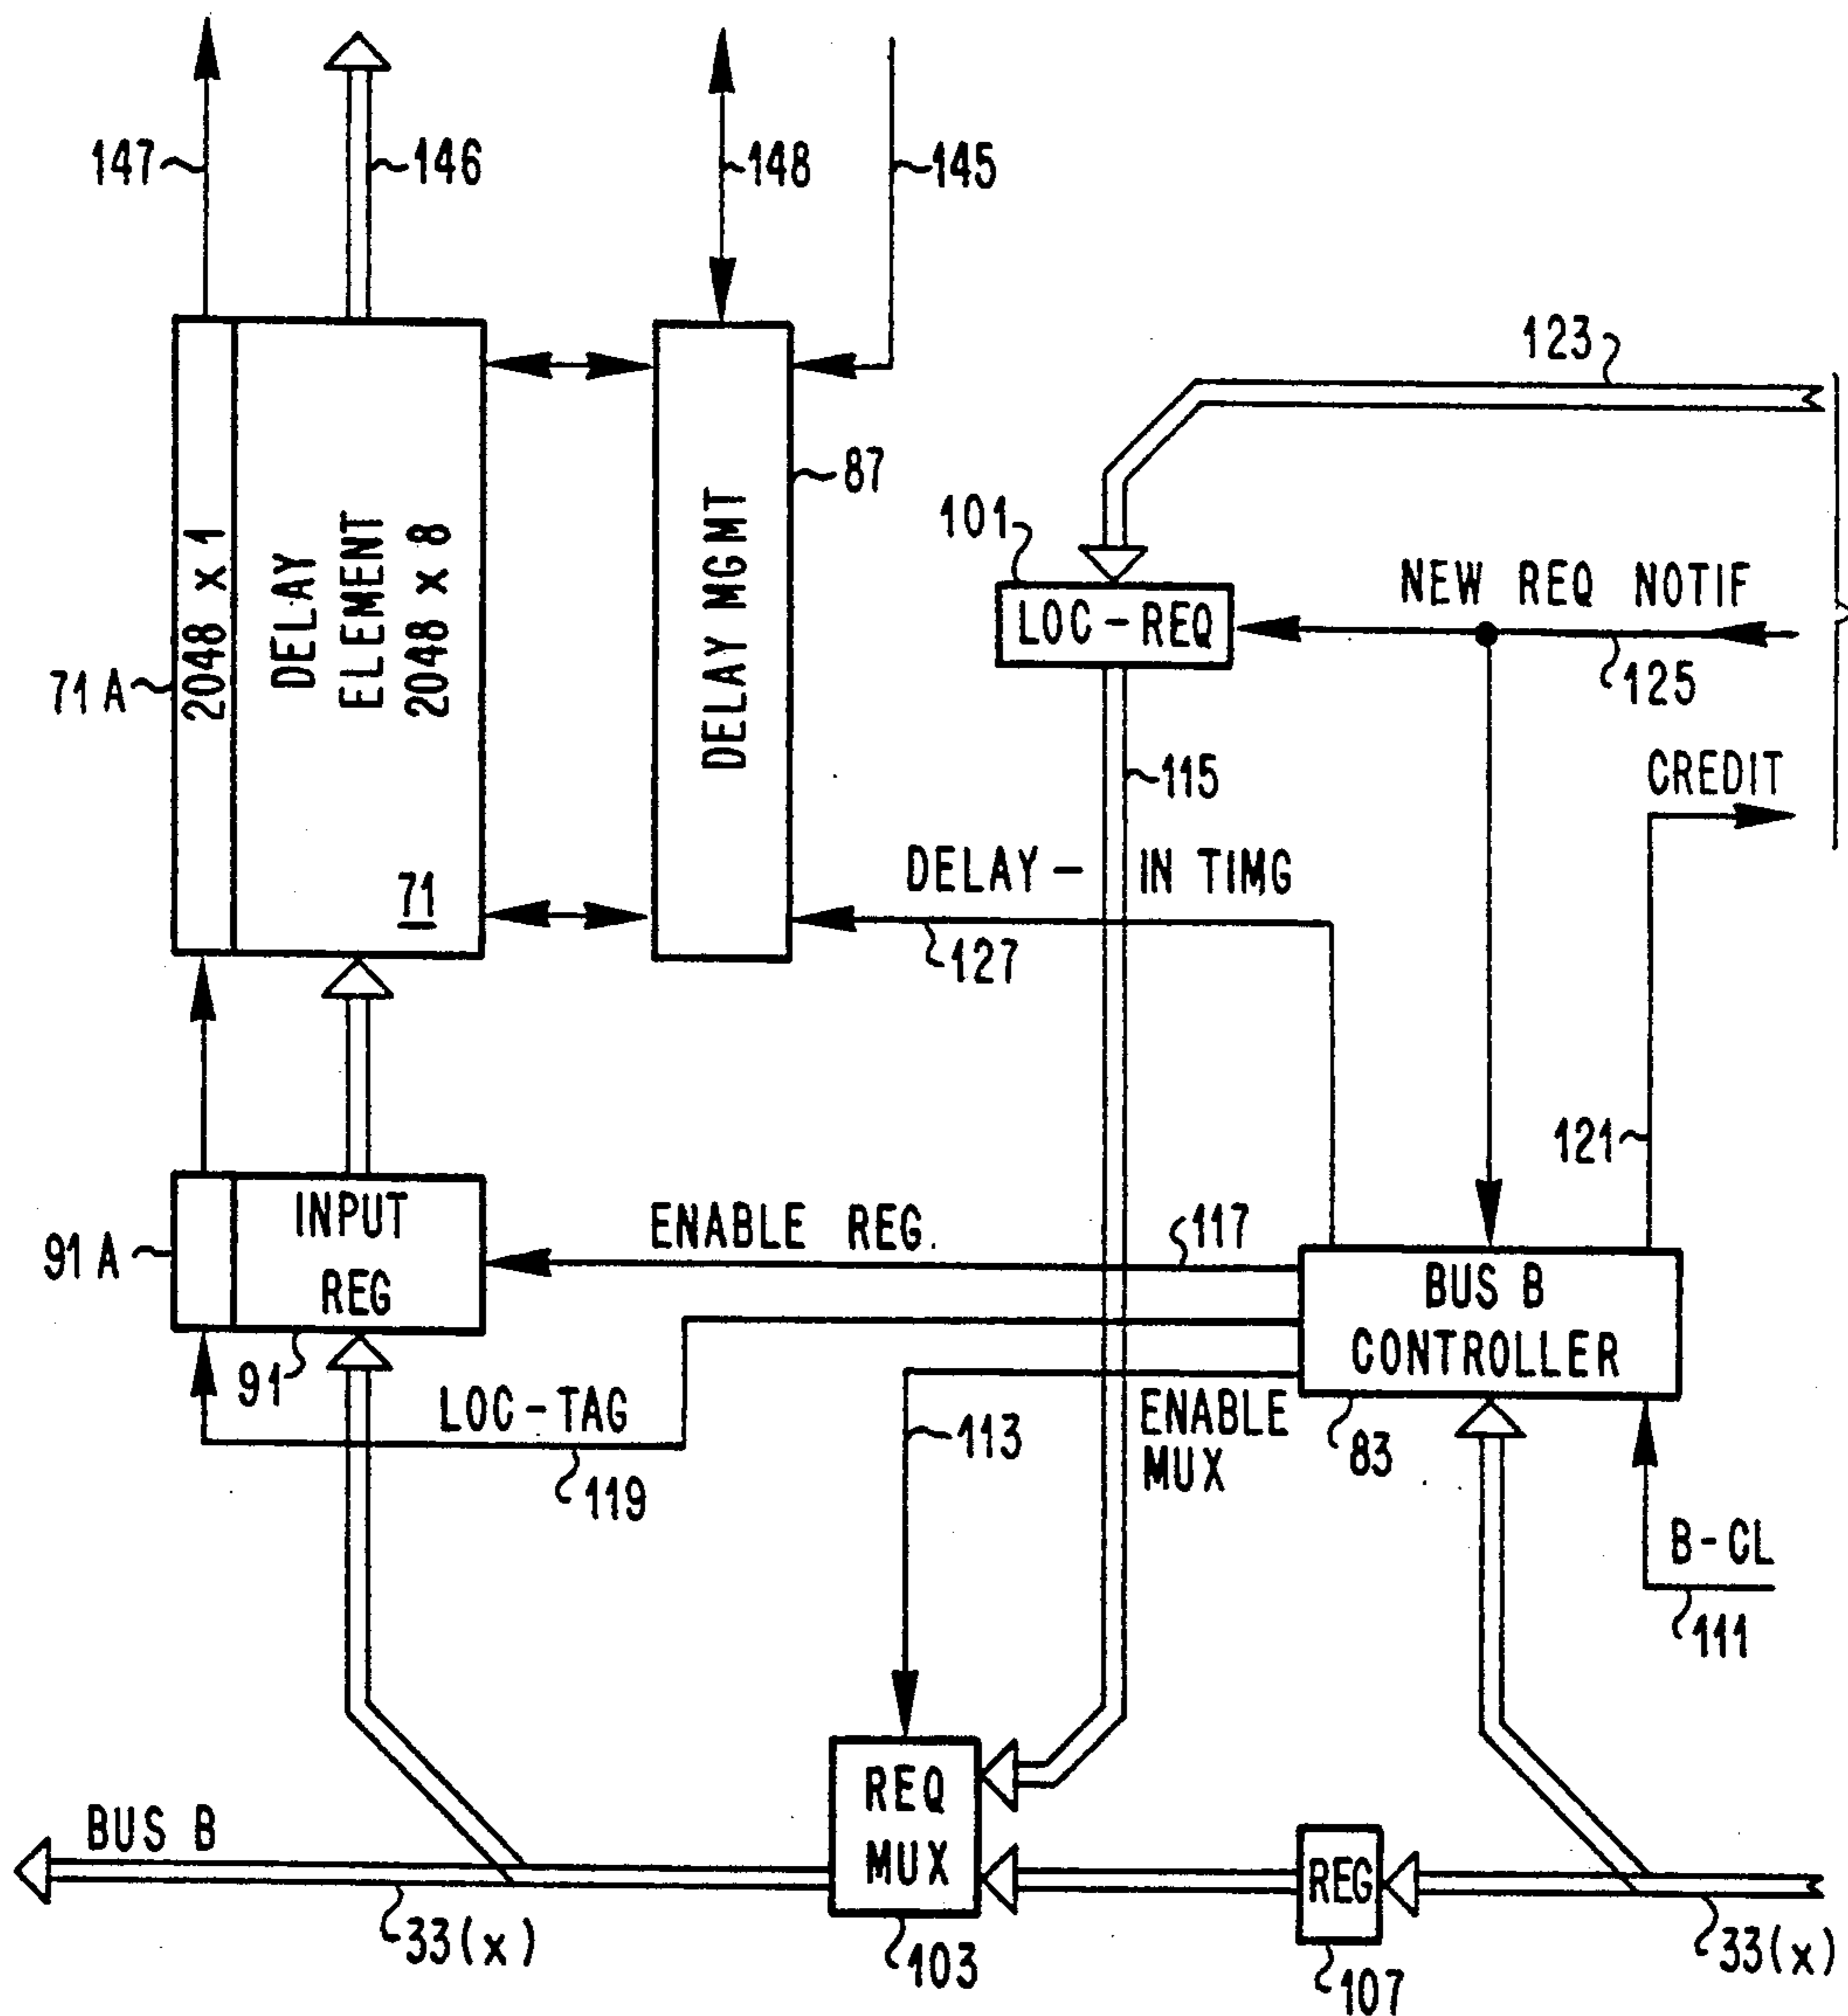 147
146
148
145
123
2048 x 1
DELAY
ELEMENT
2048 x 8
DELAY MGMT
87
101
LOC-REQ
NEW REQ NOTIF
125
71A
115
CREDIT
71
DELAY-IN TIMG
127
121
91A
INPUT
REG
ENABLE REG.
117
BUS B
CONTROLLER
91
LOC-TAG
119
113
ENABLE
MUX
83
B-CL
111
REQ
MUX
BUS B
REG
33(x)
103
107
33(x)